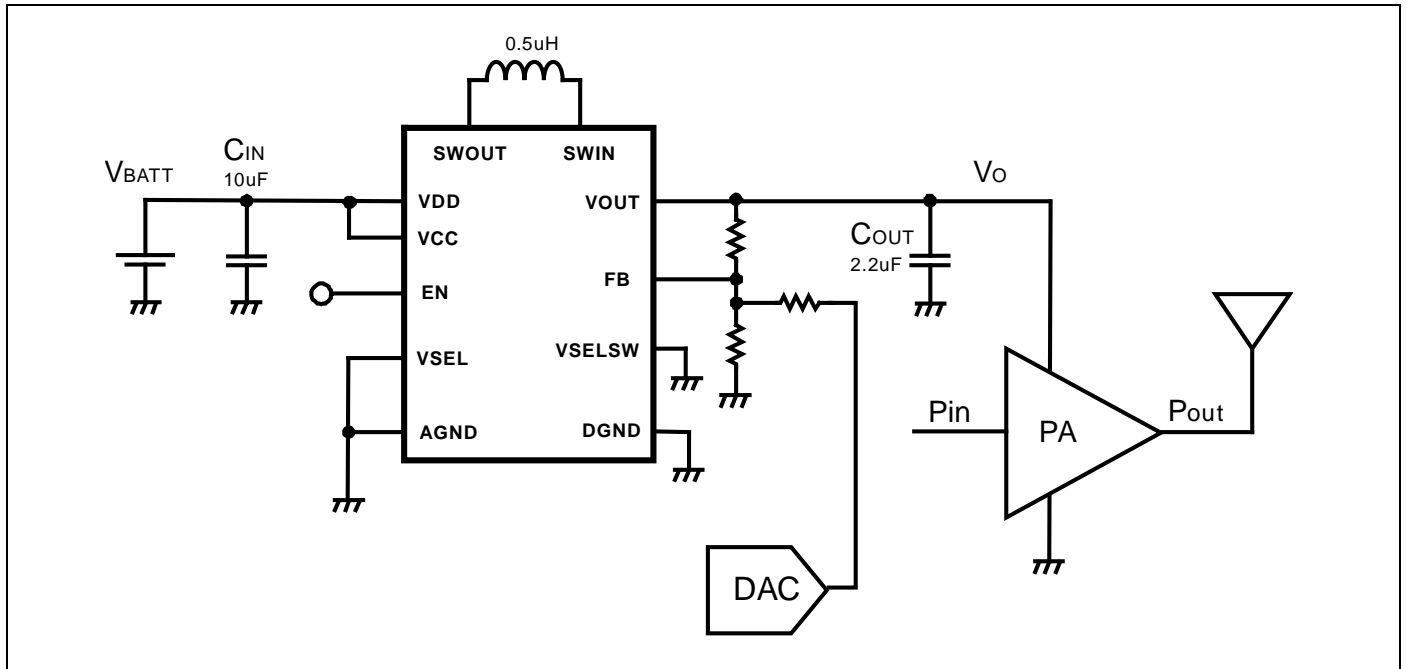 0.5uH
SWOUT
SWIN
VBATT
CIN
10uF
VDD
VCC
EN
VSEL
AGND
VOUT
FB
VSELSW
DGND
VO
COUT
2.2uF
Pin
PA
Pout
DAC